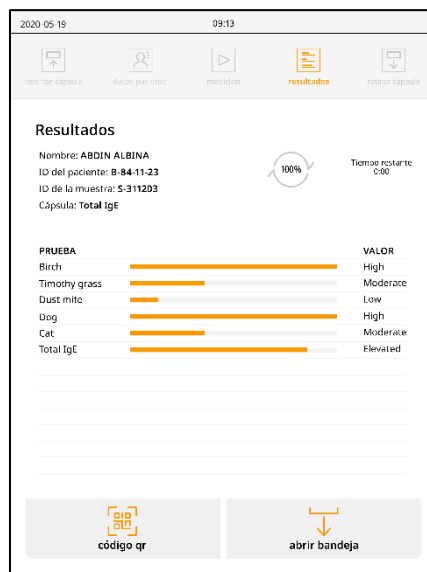 2020-05-19 09:13
insertar cápsula datos paciente medición resultados retirar cápsula
Resultados
Nombre: ABDIN ALBINA
ID del paciente: B-84-11-23
ID de la muestra: S-311203
Cápsula: Total IgE
100%
Tiempo restante
0:00
PRUEBA VALOR
Birch High
Timothy grass Moderate
Dust mite Low
Dog High
Cat Moderate
Total IgE Elevated
código qr abrir bandeja